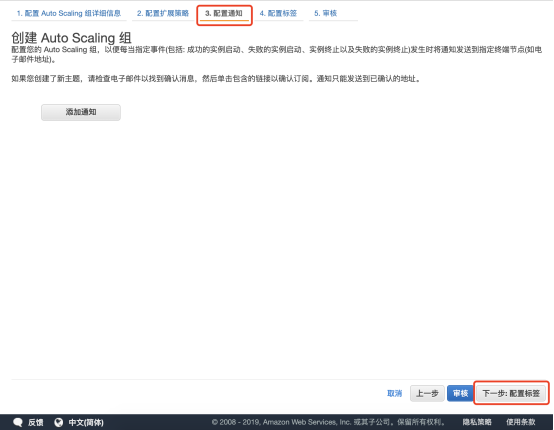 1. 配置 Auto Scaling 组详细信息 2. 配置扩展策略 3. 配置通知 4. 配置标签 5. 审核
创建 Auto Scaling 组
配置您的 Auto Scaling 组，以便每当指定事件(包括: 成功的实例启动、失败的实例启动、实例终止以及失败的实例终止)发生时将通知发送到指定终端节点(如电
子邮件地址)。
如果您创建了新主题，请检查电子邮件以找到确认消息，然后单击包含的链接以确认订阅。通知只能发送到已确认的地址。
添加通知
取消 上一步 审核 下一步: 配置标签
反馈 中文(简体) © 2008 - 2019, Amazon Web Services, Inc. 或其子公司。保留所有权利。 隐私策略 使用条款